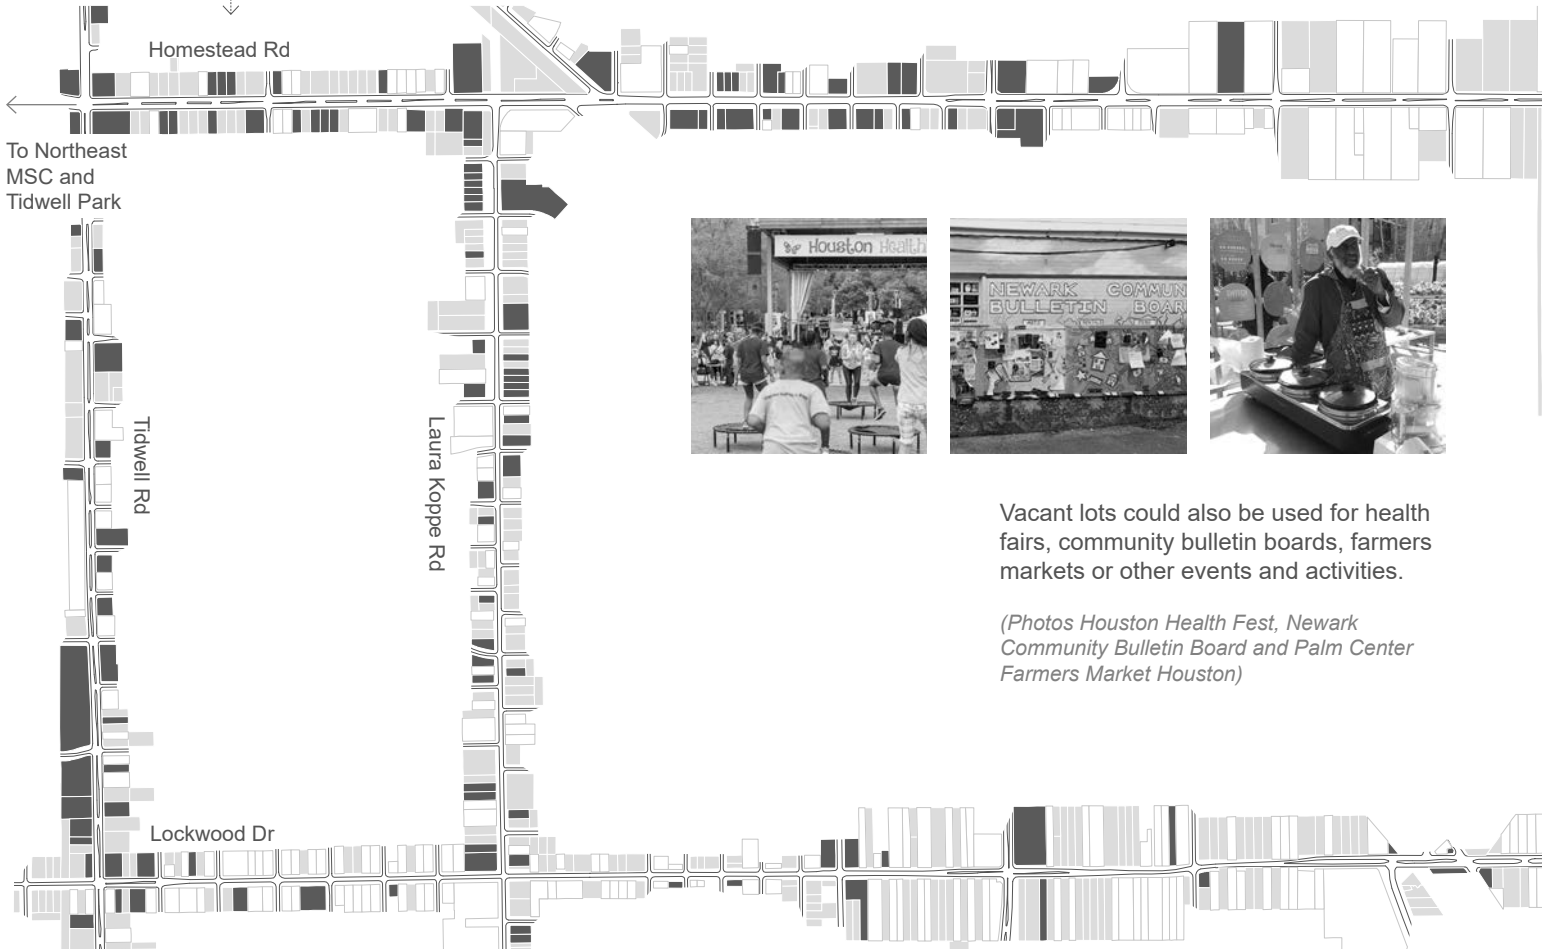 Homestead Rd
To Northeast
MSC and
Tidwell Park
Houston Health
NEWARK COMMUN
BULLETIN BOAR
Tidwell Rd
Laura Koppe Rd
Vacant lots could also be used for health
fairs, community bulletin boards, farmers
markets or other events and activities.
(Photos Houston Health Fest, Newark
Community Bulletin Board and Palm Center
Farmers Market Houston)
Lockwood Dr